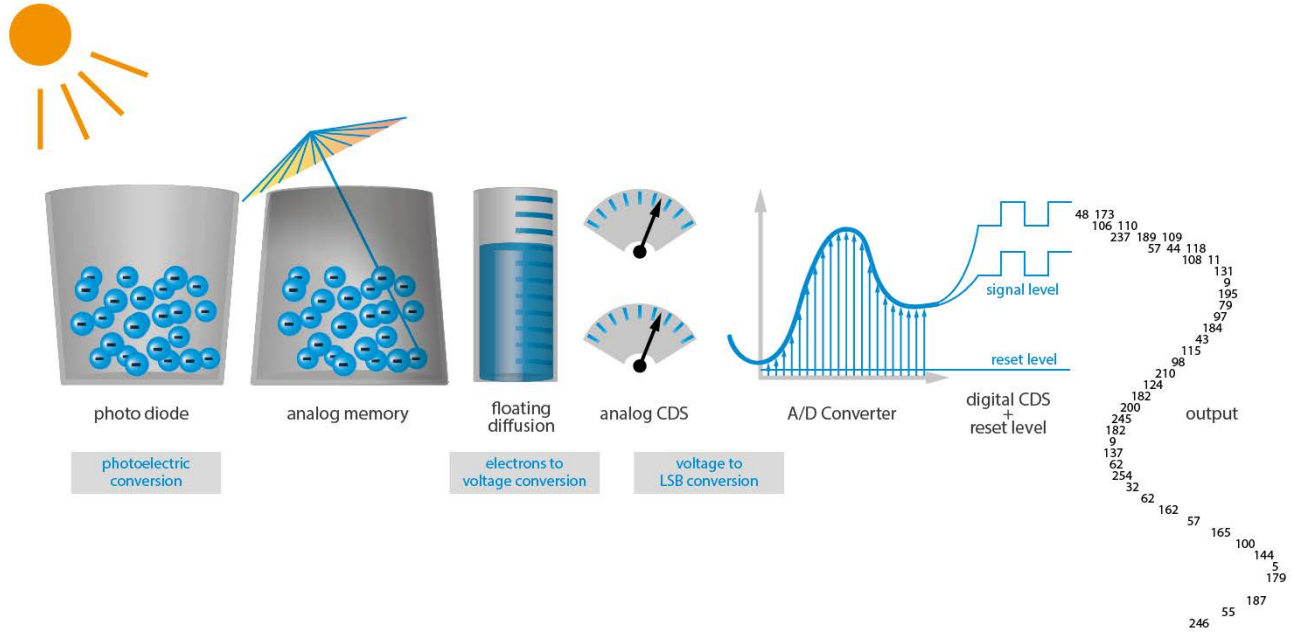 48 173
106 110
237 189 109
57 44 118
108 11
131
9
signal level
195
79
97
184
43
115
reset level
98
210
124
182
photo diode
analog memory
floating
diffusion
analog CDS
A/D Converter
digital CDS
+
reset level
200
output
245
182
9
137
photoelectric
conversion
electrons to
voltage conversion
voltage to
LSB conversion
62
254
32
62
162
57
165
100
144
5
179
187
55
246